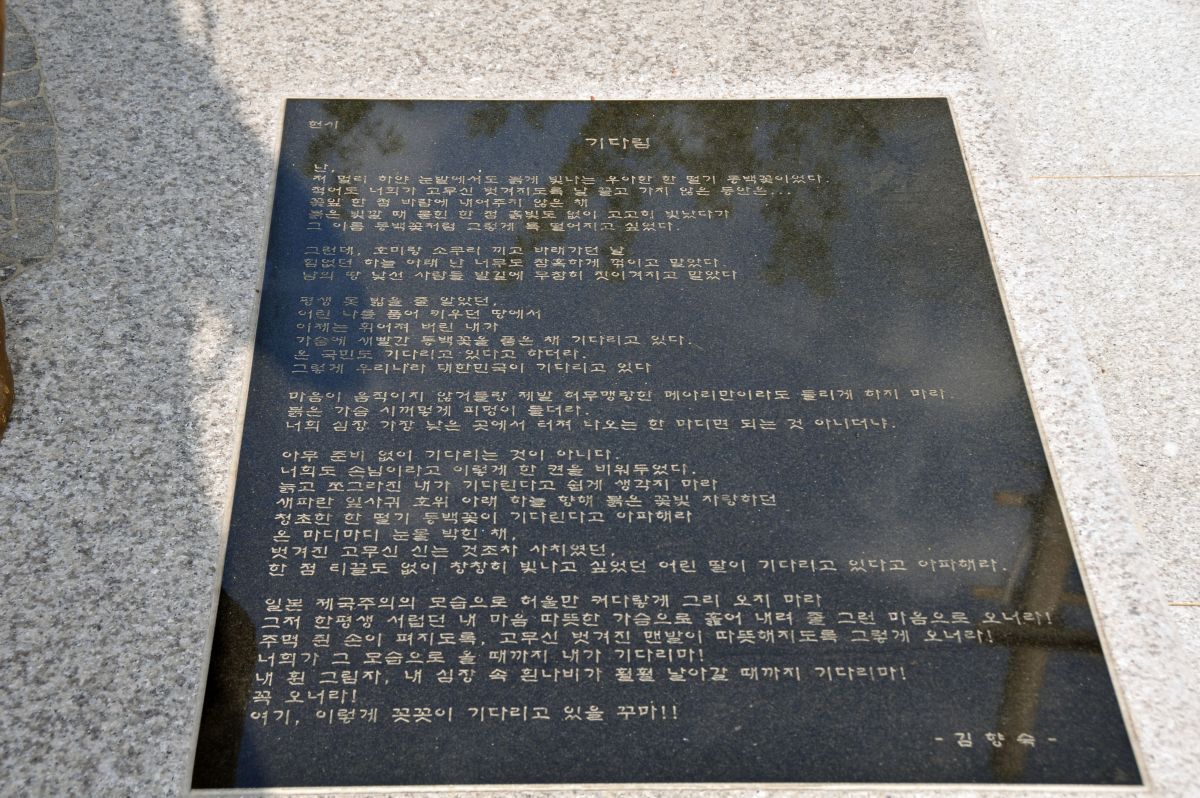 헌시
기다림
난,
저 멀리 하얀 눈밭에서도 붉게 빛나는 우아한 한 떨기 동백꽃이었다.
적어도 너희가 고무신 벗겨지도록 날 끌고 가지 않은 동안은...
꽃잎 한 점 바람에 내어주지 않은 채
붉은 빛깔 때 묻힌 한 점 흙빛도 없이 고고히 빛났다가
그 이름 동백꽃처럼 그렇게 툭 떨어지고 싶었다.
그런데, 호미랑 소쿠리 끼고 바래가던 날
힘없던 하늘 아래 난 너무도 참혹하게 꺾이고 말았다.
남의 땅 낯선 사람들 발길에 무참히 짓이겨지고 말았다
평생 못 밟을 줄 알았던,
어린 나를 품어 키우던 땅에서
이제는 휘어져 버린 내가
가슴에 새빨간 동백꽃을 품은 채 기다리고 있다.
온 국민도 기다리고 있다고 하더라.
그렇게 우리나라 대한민국이 기다리고 있다
마음이 움직이지 않거들랑 제발 허무맹랑한 메아리만이라도 들리게 하지 마라.
붉은 가슴 시꺼멓게 피멍이 들더라.
너희 심장 가장 낮은 곳에서 터져 나오는 한 마디면 되는 것 아니더냐.
아무 준비 없이 기다리는 것이 아니다.
너희도 손님이라고 이렇게 한 켠을 비워두었다.
늙고 쪼그라진 내가 기다린다고 쉽게 생각지 마라
새파란 잎사귀 호위 아래 하늘 향해 붉은 꽃빛 자랑하던
청초한 한 떨기 동백꽃이 기다린다고 아파해라
온 마디마디 눈물 박힌 채,
벗겨진 고무신 신는 것조차 사치였던,
한 점 티끌도 없이 창창히 빛나고 싶었던 어린 딸이 기다리고 있다고 아파해라.
일본 제국주의의 모습으로 허울만 커다랗게 그리 오지 마라
그저 한평생 서럽던 내 마음 따뜻한 가슴으로 훑어 내려 줄 그런 마음으로 오너라!
주먹 쥔 손이 펴지도록, 고무신 벗겨진 맨발이 따뜻해지도록 그렇게 오너라!
너희가 그 모습으로 올 때까지 내가 기다리마!
내 흰 그림자, 내 심장 속 흰나비가 훨훨 날아갈 때까지 기다리마!
꼭 오너라!
여기, 이렇게 꼿꼿이 기다리고 있을 꾸마!!
- 김향숙 -